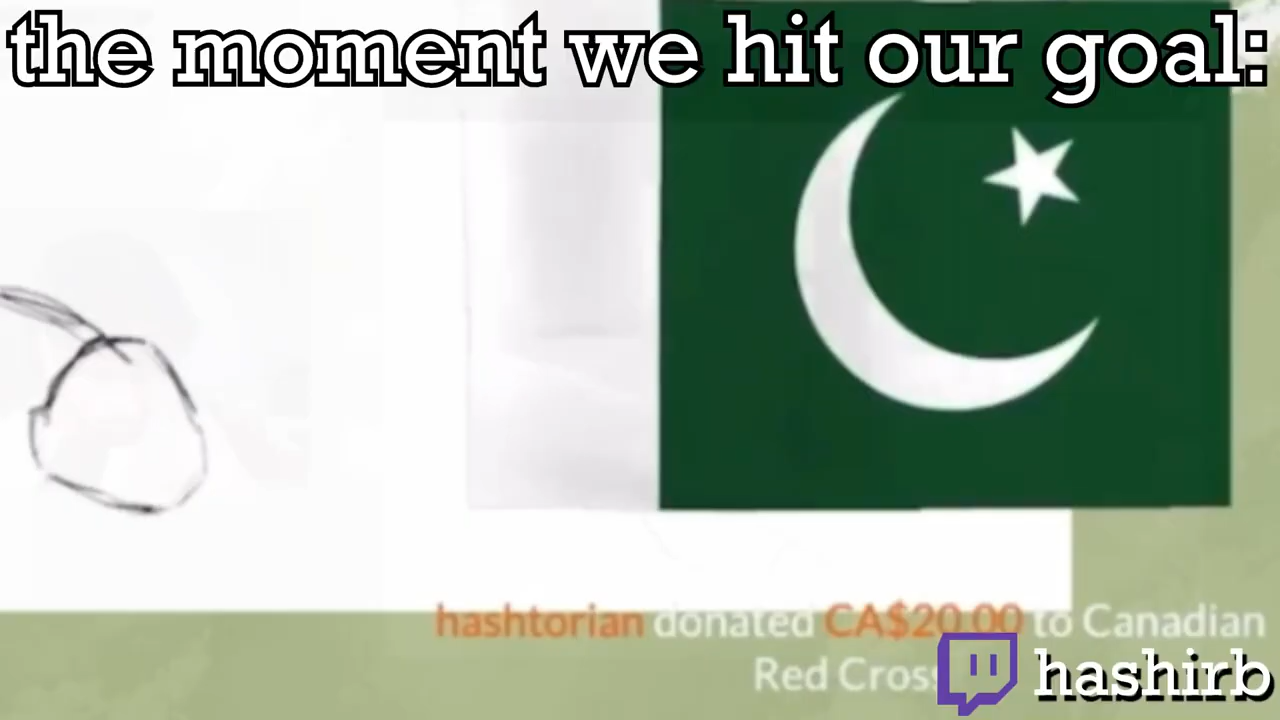 the moment we hit our goal:
hashtorian donated CA$20.00 to Canadian
Red Cross
hashirb